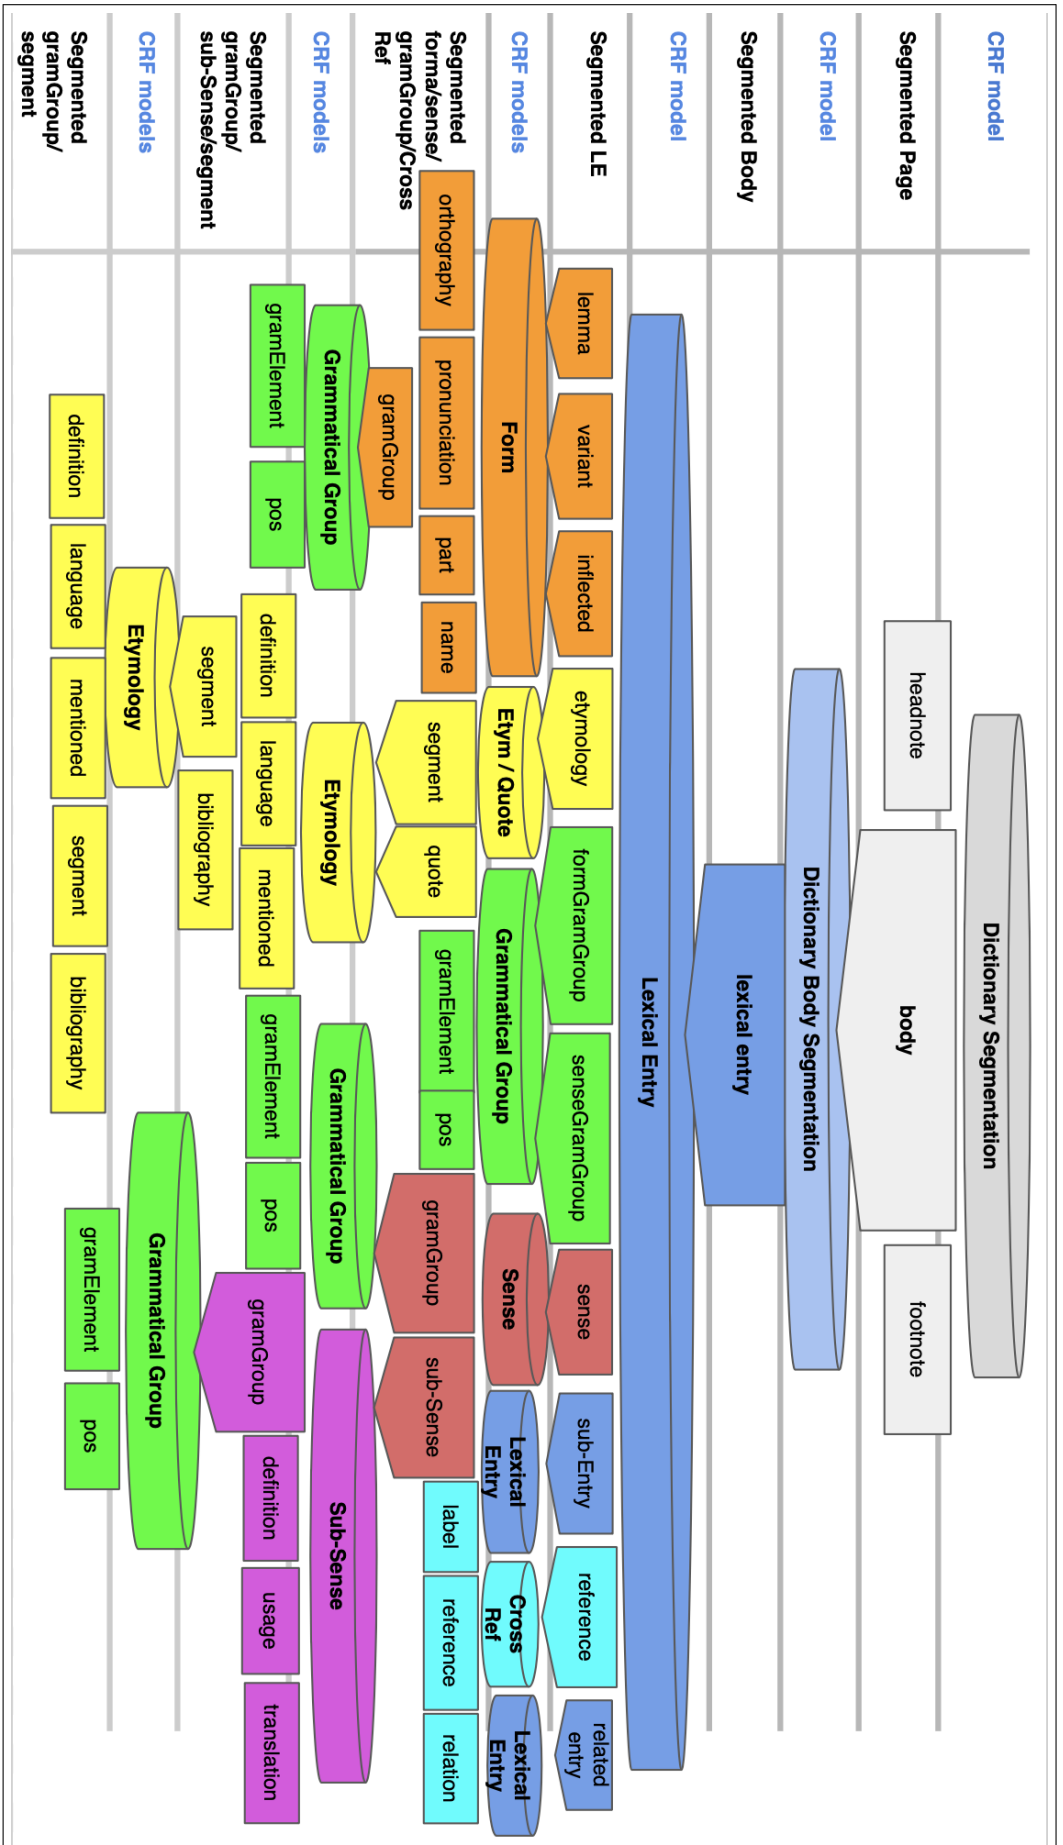 CRF model
Dictionary Segmentation
Segmented Page
headnote
body
footnote
CRF model
Dictionary Body Segmentation
Segmented Body
lexical entry
CRF model
Lexical Entry
Segmented LE
lemma
variant
inflected
etymology
formGramGroup
senseGramGroup
sense
sub-Entry
reference
related
entry
CRF models
Form
Etym / Quote
Grammatical Group
Sense
Lexical
Entry
Cross
Ref
Lexical
Entry
Segmented
forma/sense/
gramGroup/Cross
Ref
orthography
pronunciation
part
name
segment
quote
gramElement
pos
gramGroup
sub-Sense
label
reference
relation
gramGroup
CRF models
Grammatical Group
Etymology
Grammatical Group
Sub-Sense
Segmented
gramGroup/
sub-Sense/segment
gramElement
pos
definition
language
mentioned
gramElement
pos
gramGroup
definition
usage
translation
segment
bibliography
CRF models
Etymology
Grammatical Group
Segmented
gramGroup/
segment
definition
language
mentioned
segment
bibliography
gramElement
pos